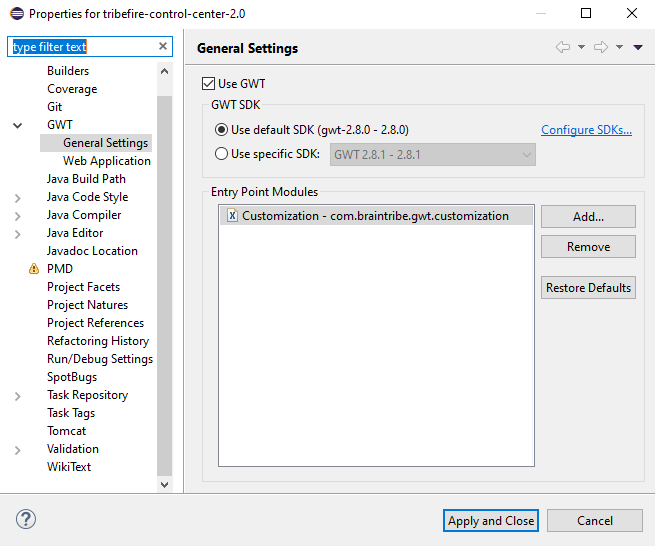 Properties for tribefire-control-center-2.0
type filter text
Builders
Coverage
Git
GWT
General Settings
Web Application
Java Build Path
Java Code Style
Java Compiler
Java Editor
Javadoc Location
PMD
Project Facets
Project Natures
Project References
Refactoring History
Run/Debug Settings
SpotBugs
Task Repository
Task Tags
Tomcat
Validation
WikiText
General Settings
Use GWT
GWT SDK
Use default SDK (gwt-2.8.0 - 2.8.0)
Configure SDKs...
Use specific SDK:
GWT 2.8.1 - 2.8.1
Entry Point Modules
Customization - com.braintribe.gwt.customization
Add...
Remove
Restore Defaults
Apply and Close
Cancel